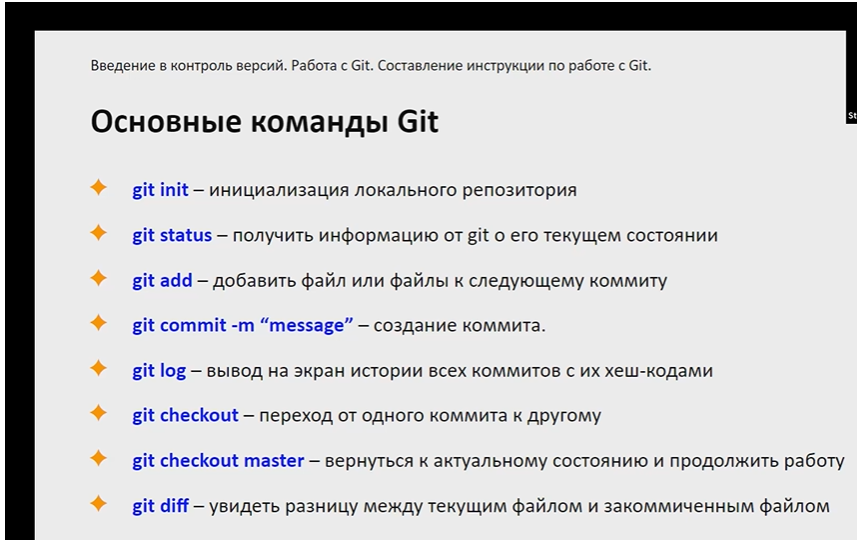 Введение в контроль версий. Работа с Git. Составление инструкции по работе с Git.
Основные команды Git
git init – инициализация локального репозитория
git status – получить информацию от git о его текущем состоянии
git add – добавить файл или файлы к следующему коммиту
git commit -m “message” – создание коммита.
git log – вывод на экран истории всех коммитов с их хеш-кодами
git checkout – переход от одного коммита к другому
git checkout master – вернуться к актуальному состоянию и продолжить работу
git diff – увидеть разницу между текущим файлом и закоммиченным файлом
St